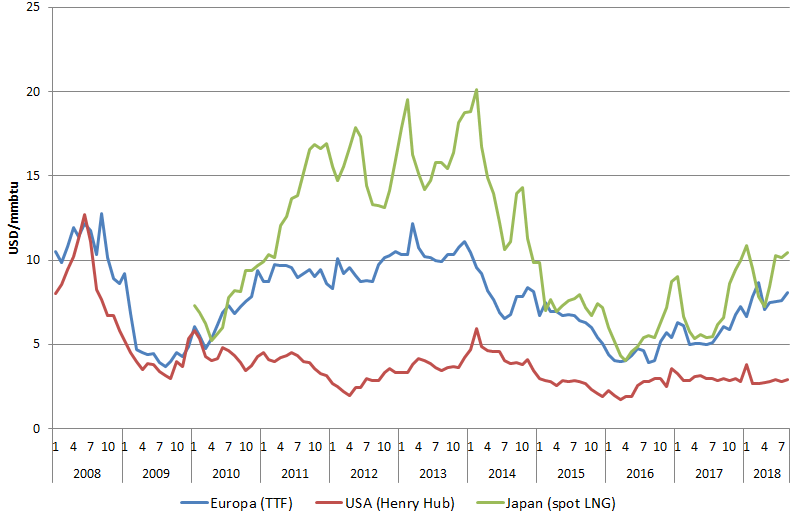 25
20
15
10
5
0
USD/mmbtu
1 4 7 10 1 4 7 10 1 4 7 10 1 4 7 10 1 4 7 10 1 4 7 10 1 4 7 10 1 4 7 10 1 4 7 10 1 4 7 10 1 4 7
2008 2009 2010 2011 2012 2013 2014 2015 2016 2017 2018
Europa (TTF) USA (Henry Hub) Japan (spot LNG)